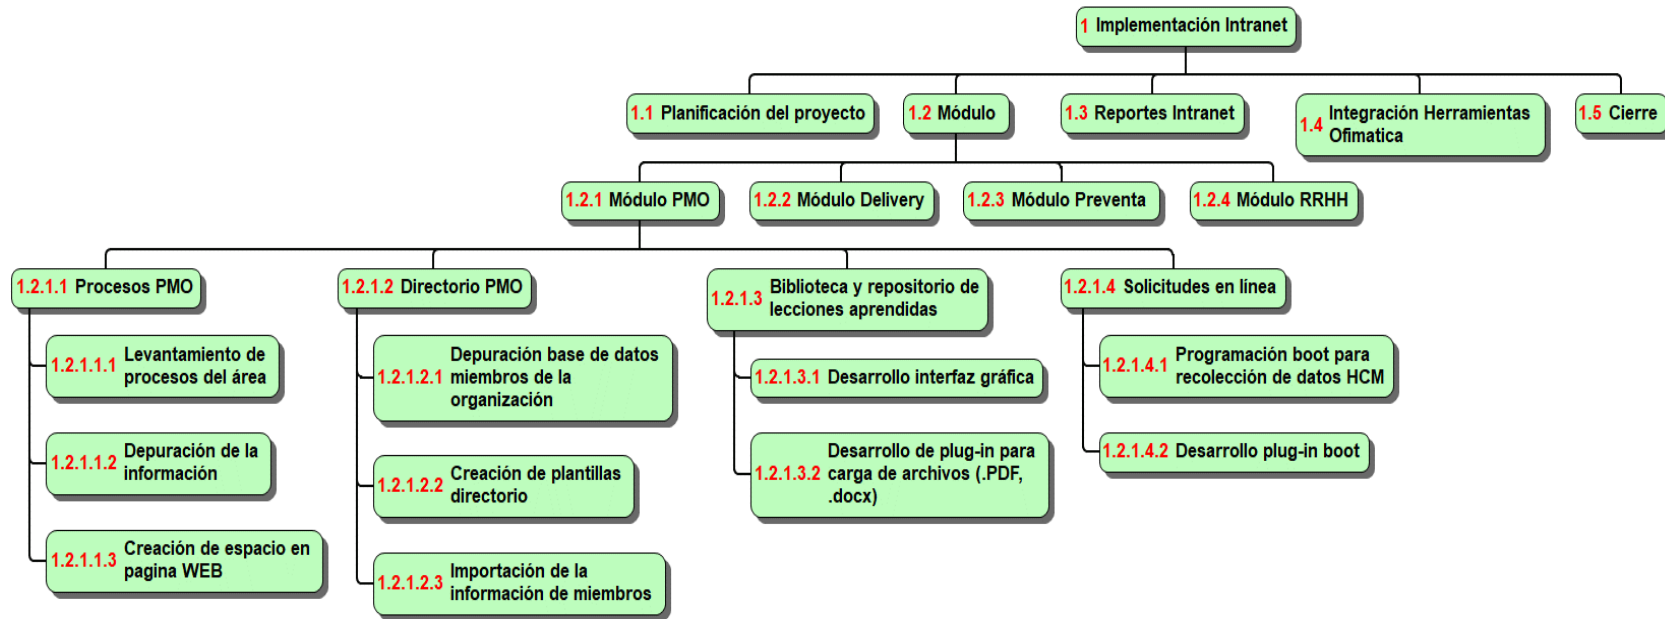 1 Implementación Intranet
1.1 Planificación del proyecto
1.2 Módulo
1.3 Reportes Intranet
1.4 Integración Herramientas
Ofimatica
1.5 Cierre
1.2.1 Módulo PMO
1.2.2 Módulo Delivery
1.2.3 Módulo Preventa
1.2.4 Módulo RRHH
1.2.1.1 Procesos PMO
1.2.1.2 Directorio PMO
1.2.1.3 Biblioteca y repositorio de
lecciones aprendidas
1.2.1.4 Solicitudes en línea
1.2.1.1.1 Levantamiento de
procesos del área
1.2.1.1.2 Depuración de la
información
1.2.1.1.3 Creación de espacio en
pagina WEB
1.2.1.2.1 Depuración base de datos
miembros de la
organización
1.2.1.2.2 Creación de plantillas
directorio
1.2.1.2.3 Importación de la
información de miembros
1.2.1.3.1 Desarrollo interfaz gráfica
1.2.1.3.2 Desarrollo de plug-in para
carga de archivos (.PDF,
.docx)
1.2.1.4.1 Programación boot para
recolección de datos HCM
1.2.1.4.2 Desarrollo plug-in boot